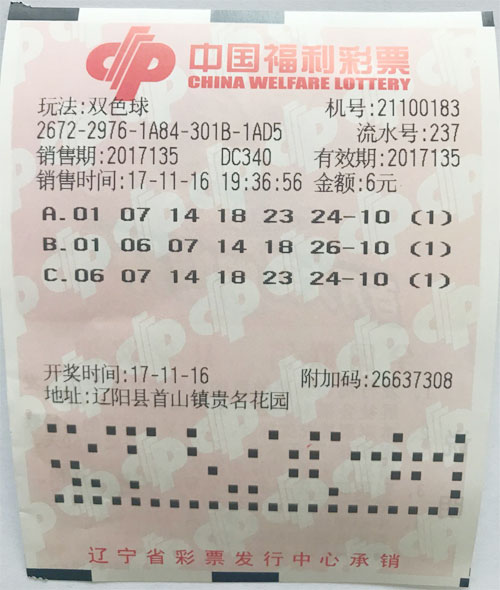 中国福利彩票
CHINA WELFARE LOTTERY
玩法:双色球 机号:21100183
2672-2976-1A84-301B-1AD5 流水号:237
销售期:2017135 DC340 有效期:2017135
销售时间:17-11-16 19:36:56 金额:6元
A.01 07 14 18 23 24-10 (1)
B.01 06 07 14 18 26-10 (1)
C.06 07 14 18 23 24-10 (1)
开奖时间:17-11-16 附加码:26637308
地址:辽阳县首山镇贵名花园
辽宁省彩票发行中心承销